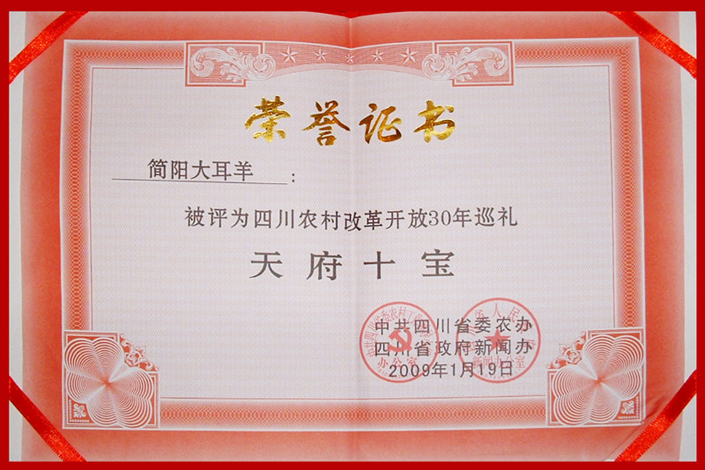 荣誉证书
简阳大耳羊：
被评为四川农村改革开放30年巡礼
天府十宝
中共四川省委农办
四川省政府新闻办
2009年1月19日